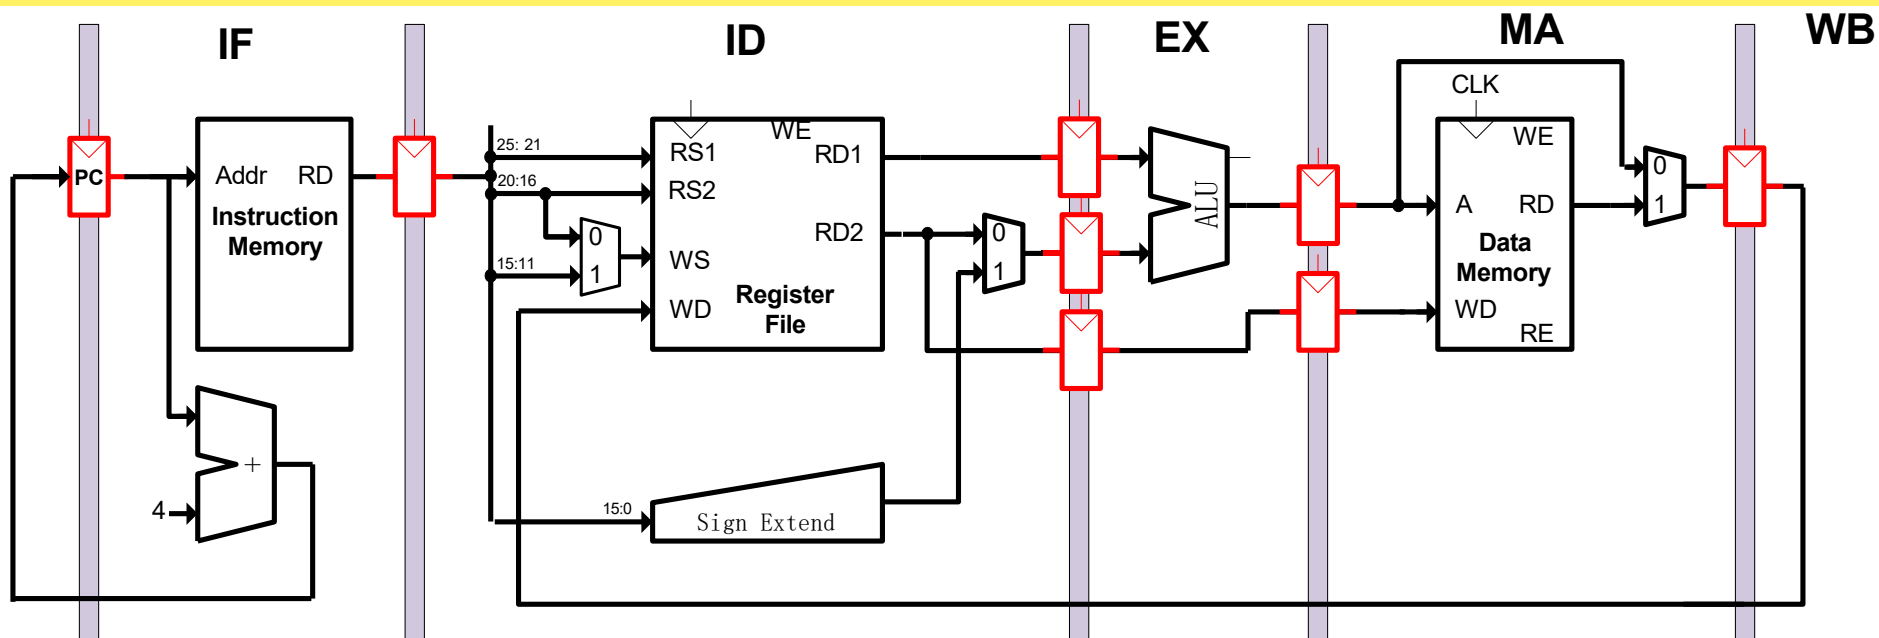 IF
ID
EX
MA
WB
PC
Addr
RD
Instruction
Memory
+
4
25: 21
20:16
15:11
15:0
0
1
WE
RS1
RS2
WS
WD
RD1
RD2
Register
File
Sign Extend
0
1
ALU
CLK
WE
A
RD
Data
Memory
WD
RE
0
1